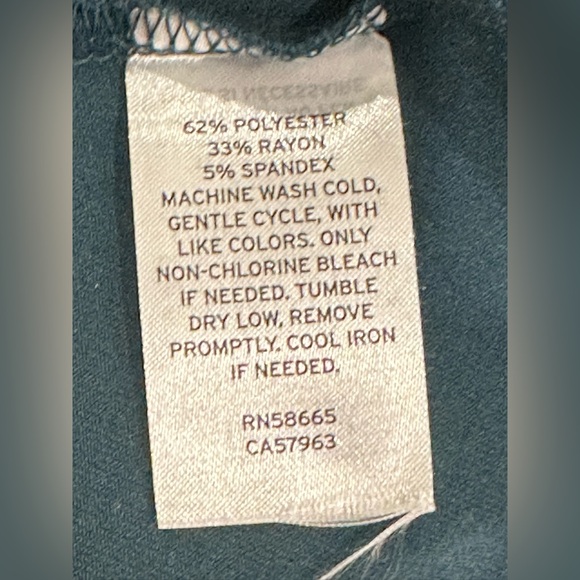 62% POLYESTER
33% RAYON
5% SPANDEX
MACHINE WASH COLD,
GENTLE CYCLE, WITH
LIKE COLORS. ONLY
NON-CHLORINE BLEACH
IF NEEDED. TUMBLE
DRY LOW, REMOVE
PROMPTLY. COOL IRON
IF NEEDED.
RN58665
CA57963